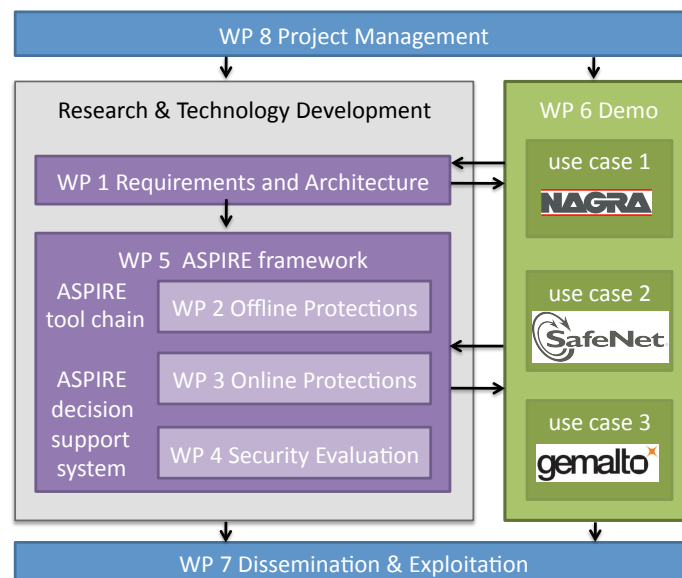 WP 8 Project Management
Research & Technology Development
WP 1 Requirements and Architecture
WP 5 ASPIRE framework
ASPIRE
tool chain
WP 2 Offline Protections
WP 3 Online Protections
ASPIRE
decision
support
system
WP 4 Security Evaluation
WP 6 Demo
use case 1
NAGRA
use case 2
SafeNet
use case 3
gemalto
WP 7 Dissemination & Exploitation